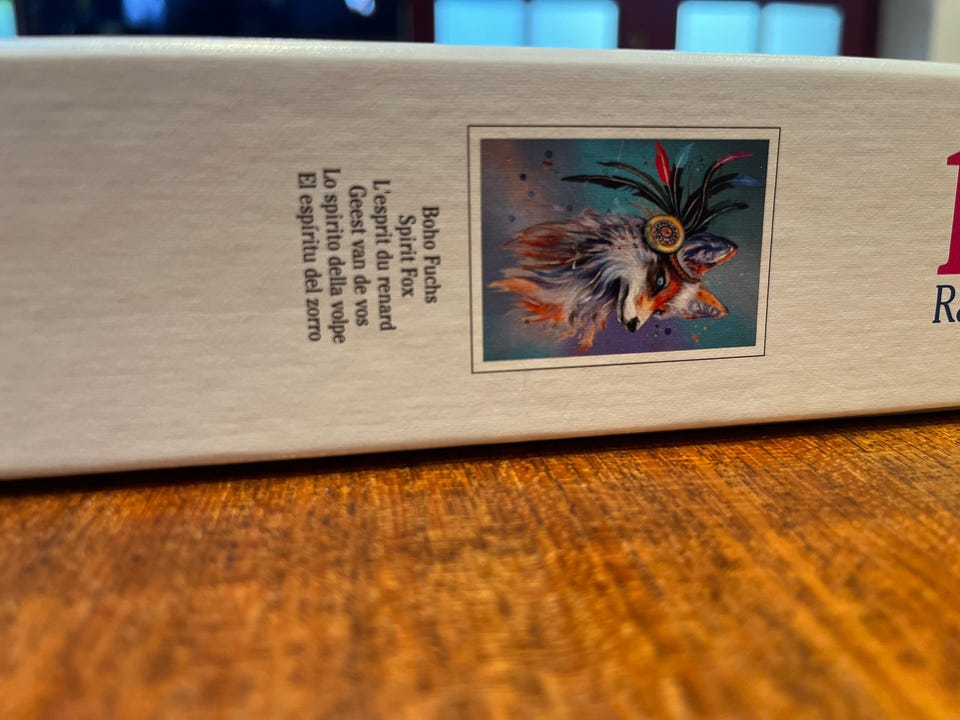 Boho Fuchs
Spirit Fox
L'esprit du renard
Geest van de vos
Lo spirito della volpe
El espíritu del zorro